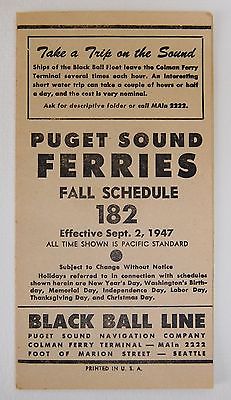 Take a Trip on the Sound
Ships of the Black Ball Fleet leave the Colman Ferry
Terminal several times each hour. An interesting
short water trip can take a couple of hours or half
a day, and the cost is very nominal.
Ask for descriptive folder or call MAin 2222.
PUGET SOUND
FERRIES
FALL SCHEDULE
182
Effective Sept. 2, 1947
ALL TIME SHOWN IS PACIFIC STANDARD
Subject to Change Without Notice
Holidays referred to in connection with schedules
shown herein are New Year's Day, Washington's Birth-
day, Memorial Day, Independence Day, Labor Day,
Thanksgiving Day, and Christmas Day.
BLACK BALL LINE
PUGET SOUND NAVIGATION COMPANY
COLMAN FERRY TERMINAL — MAin 2222
FOOT OF MARION STREET — SEATTLE
PRINTED IN U. S. A.